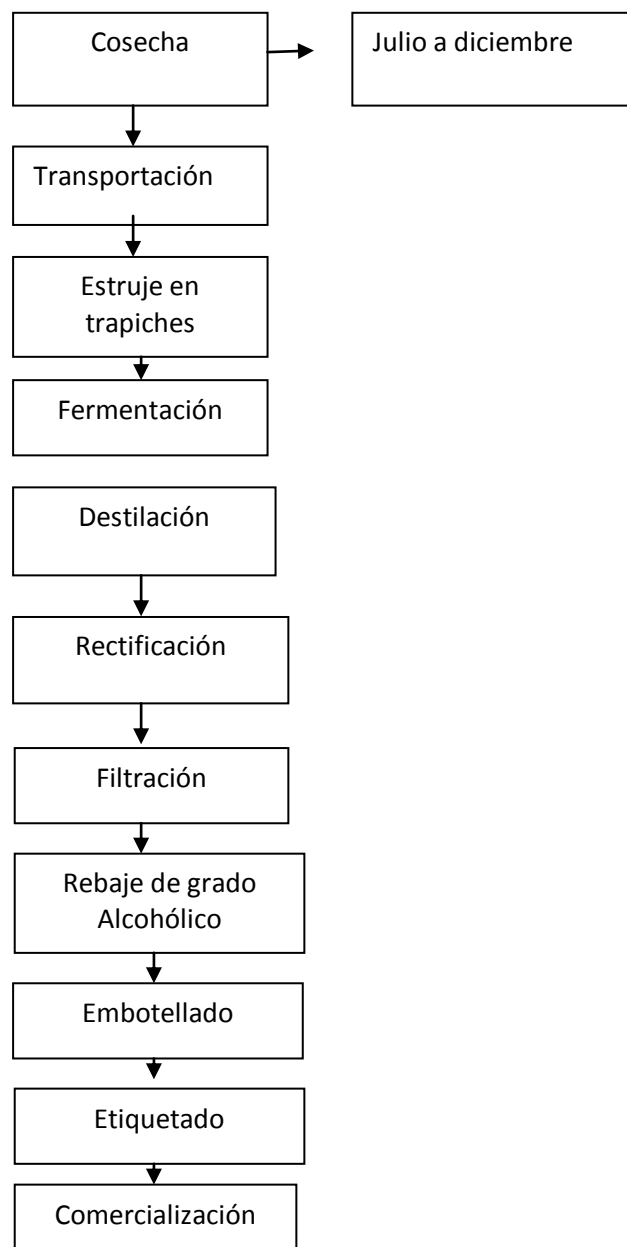 Cosecha
Julio a diciembre
Transportación
Estruje en
trapiches
Fermentación
Destilación
Rectificación
Filtración
Rebaje de grado
Alcohólico
Embotellado
Etiquetado
Comercialización